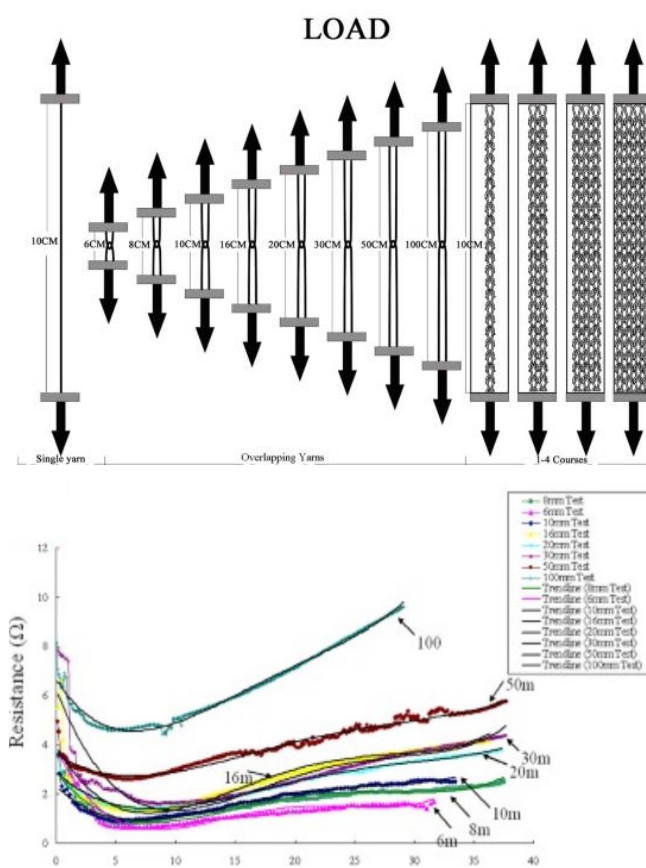 LOAD
10CM
6CM
8CM
10CM
16CM
20CM
30CM
50CM
100CM
10CM
Single yarn
Overlapping Yarns
1-4 Courses
8mm Test
6mm Test
10mm Test
16mm Test
20mm Test
30mm Test
50mm Test
100mm Test
Trendline (8mm Test)
Trendline (6mm Test)
Trendline (10mm Test)
Trendline (16mm Test)
Trendline (20mm Test)
Trendline (30mm Test)
Trendline (50mm Test)
Trendline (100mm Test)
Resistance (Ω)
12
10
8
6
4
2
0
100
50m
30m
20m
16m
10m
8m
6m
0 5 10 15 20 25 30 35 40